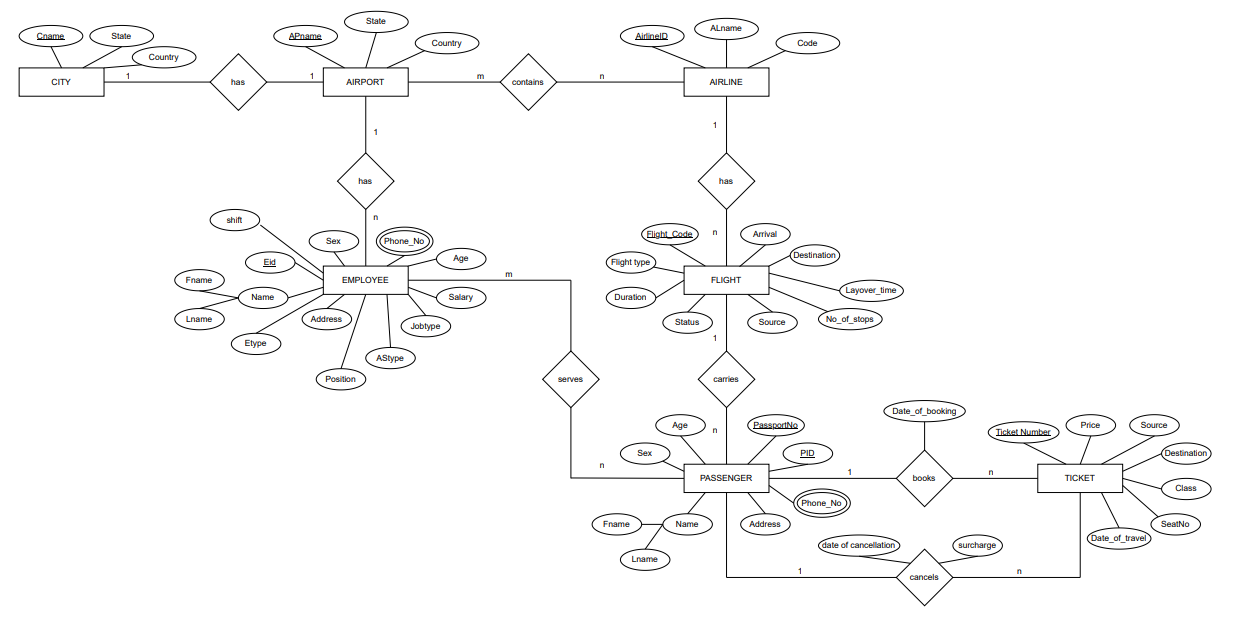 State
ALname
Cname
State
APname
AirlineID
Country
Code
Country
CITY
1
has
1
AIRPORT
m
contains
n
AIRLINE
1
1
has
has
n
n
shift
Sex
Phone_No
Flight_Code
Arrival
Eid
Age
Flight type
Destination
Fname
EMPLOYEE
m
FLIGHT
Name
Salary
Duration
Layover_time
Lname
Address
Jobtype
Status
Source
No_of_stops
Etype
1
AStype
Position
serves
carries
Date_of_booking
Age
PassportNo
Ticket Number
Price
Source
n
Sex
PID
Destination
n
PASSENGER
1
books
n
TICKET
Class
Phone_No
Fname
Name
Address
SeatNo
Date_of_travel
Lname
date of cancellation
surcharge
1
cancels
n